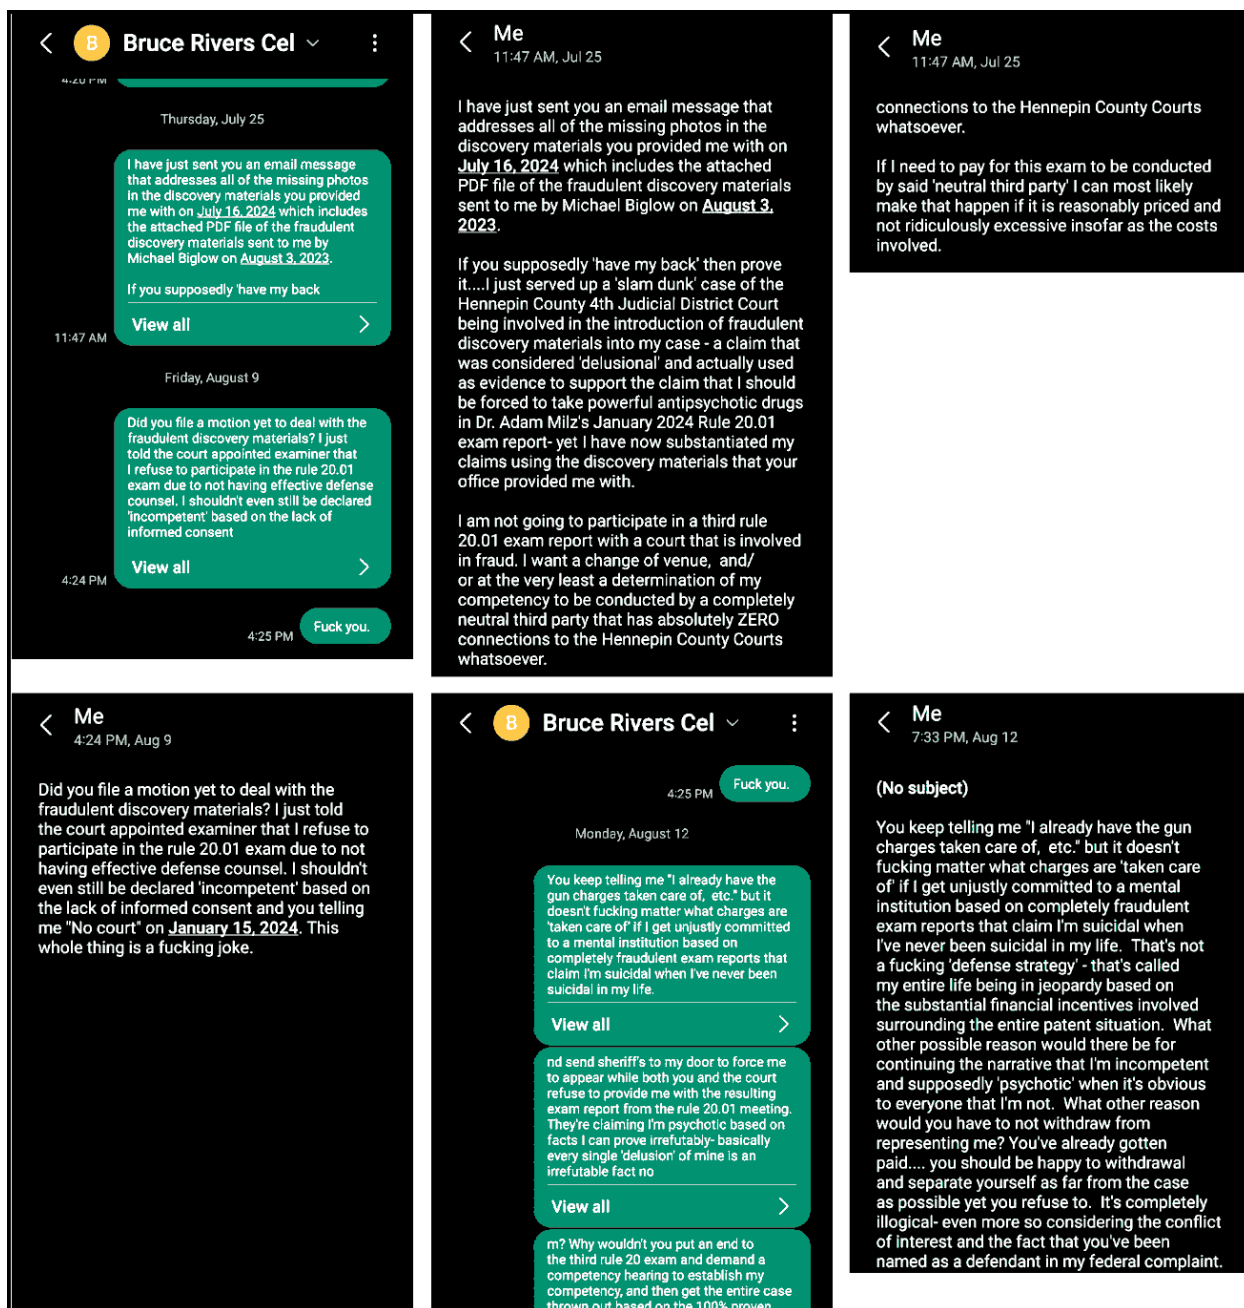 Bruce Rivers Cel
Thursday, July 25
I have just sent you an email message
that addresses all of the missing photos
in the discovery materials you provided
me with on July 16, 2024 which includes
the attached PDF file of the fraudulent
discovery materials sent to me by
Michael Biglow on August 3, 2023.
If you supposedly 'have my back
View all
11:47 AM
Friday, August 9
Did you file a motion yet to deal with the
fraudulent discovery materials? I just
told the court appointed examiner that
I refuse to participate in the rule 20.01
exam due to not having effective defense
counsel. I shouldn't even still be declared
'incompetent' based on the lack of
informed consent
View all
4:24 PM
Fuck you.
4:25 PM
Me
11:47 AM, Jul 25
I have just sent you an email message that
addresses all of the missing photos in the
discovery materials you provided me with on
July 16, 2024 which includes the attached
PDF file of the fraudulent discovery materials
sent to me by Michael Biglow on August 3,
2023.
If you supposedly 'have my back' then prove
it....I just served up a 'slam dunk' case of the
Hennepin County 4th Judicial District Court
being involved in the introduction of fraudulent
discovery materials into my case - a claim that
was considered 'delusional' and actually used
as evidence to support the claim that I should
be forced to take powerful antipsychotic drugs
in Dr. Adam Milz's January 2024 Rule 20.01
exam report- yet I have now substantiated my
claims using the discovery materials that your
office provided me with.
I am not going to participate in a third rule
20.01 exam report with a court that is involved
in fraud. I want a change of venue, and/
or at the very least a determination of my
competency to be conducted by a completely
neutral third party that has absolutely ZERO
connections to the Hennepin County Courts
whatsoever.
Me
11:47 AM, Jul 25
connections to the Hennepin County Courts
whatsoever.
If I need to pay for this exam to be conducted
by said 'neutral third party' I can most likely
make that happen if it is reasonably priced and
not ridiculously excessive insofar as the costs
involved.
Me
4:24 PM, Aug 9
Did you file a motion yet to deal with the
fraudulent discovery materials? I just told
the court appointed examiner that I refuse to
participate in the rule 20.01 exam due to not
having effective defense counsel. I shouldn't
even still be declared 'incompetent' based on
the lack of informed consent and you telling
me "No court" on January 15, 2024. This
whole thing is a fucking joke.
Bruce Rivers Cel
Fuck you.
4:25 PM
Monday, August 12
You keep telling me "I already have the
gun charges taken care of, etc." but it
doesn't fucking matter what charges are
'taken care of' if I get unjustly committed
to a mental institution based on
completely fraudulent exam reports that
claim I'm suicidal when I've never been
suicidal in my life.
View all
nd send sheriff's to my door to force me
to appear while both you and the court
refuse to provide me with the resulting
exam report from the rule 20.01 meeting.
They're claiming I'm psychotic based on
facts I can prove irrefutably- basically
every single 'delusion' of mine is an
irrefutable fact no
View all
m? Why wouldn't you put an end to
the third rule 20 exam and demand a
competency hearing to establish my
competency, and then get the entire case
thrown out based on the 100% proven
Me
7:33 PM, Aug 12
(No subject)
You keep telling me "I already have the gun
charges taken care of, etc." but it doesn't
fucking matter what charges are 'taken care
of' if I get unjustly committed to a mental
institution based on completely fraudulent
exam reports that claim I'm suicidal when
I've never been suicidal in my life. That's not
a fucking 'defense strategy' - that's called
my entire life being in jeopardy based on
the substantial financial incentives involved
surrounding the entire patent situation. What
other possible reason would there be for
continuing the narrative that I'm incompetent
and supposedly 'psychotic' when it's obvious
to everyone that I'm not. What other reason
would you have to not withdraw from
representing me? You've already gotten
paid.... you should be happy to withdrawal
and separate yourself as far from the case
as possible yet you refuse to. It's completely
illogical- even more so considering the conflict
of interest and the fact that you've been
named as a defendant in my federal complaint.